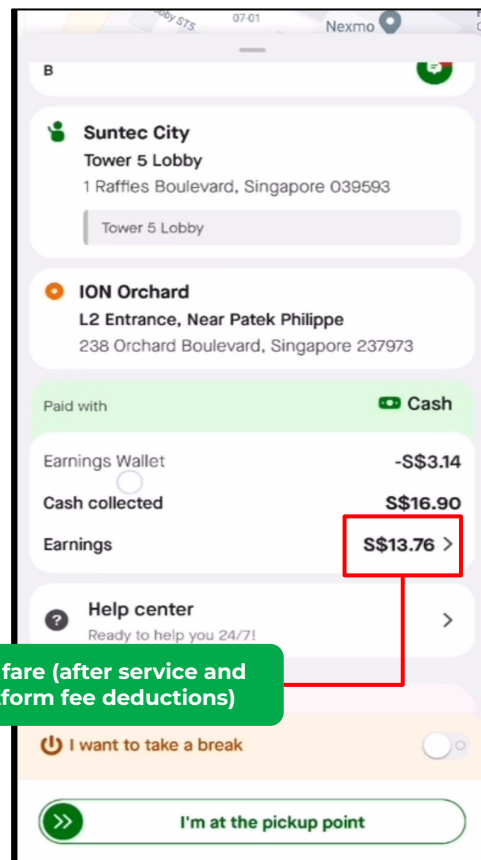 07-01
Nexmo
B
Suntec City
Tower 5 Lobby
1 Raffles Boulevard, Singapore 039593
Tower 5 Lobby
ION Orchard
L2 Entrance, Near Patek Philippe
238 Orchard Boulevard, Singapore 237973
Paid with Cash
Earnings Wallet -S$3.14
Cash collected S$16.90
Earnings S$13.76 >
Help center
Ready to help you 24/7!
fare (after service and
form fee deductions)
I want to take a break
I'm at the pickup point